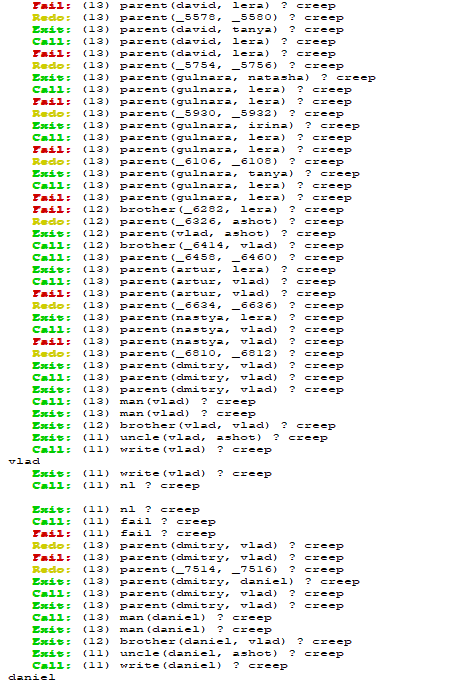 Fail: (13) parent(david, lera) ? creep
Redo: (13) parent(_5578, _5580) ? creep
Exit: (13) parent(david, tanya) ? creep
Call: (13) parent(david, lera) ? creep
Fail: (13) parent(david, lera) ? creep
Redo: (13) parent(_5754, _5756) ? creep
Exit: (13) parent(gulnara, natasha) ? creep
Call: (13) parent(gulnara, lera) ? creep
Fail: (13) parent(gulnara, lera) ? creep
Redo: (13) parent(_5930, _5932) ? creep
Exit: (13) parent(gulnara, irina) ? creep
Call: (13) parent(gulnara, lera) ? creep
Fail: (13) parent(gulnara, lera) ? creep
Redo: (13) parent(_6106, _6108) ? creep
Exit: (13) parent(gulnara, tanya) ? creep
Call: (13) parent(gulnara, lera) ? creep
Fail: (13) parent(gulnara, lera) ? creep
Fail: (12) brother(_6282, lera) ? creep
Redo: (12) parent(_6326, ashot) ? creep
Exit: (12) parent(vlad, ashot) ? creep
Call: (12) brother(_6414, vlad) ? creep
Call: (13) parent(_6458, _6460) ? creep
Exit: (13) parent(artur, lera) ? creep
Call: (13) parent(artur, vlad) ? creep
Fail: (13) parent(artur, vlad) ? creep
Redo: (13) parent(_6634, _6636) ? creep
Exit: (13) parent(nastya, lera) ? creep
Call: (13) parent(nastya, vlad) ? creep
Fail: (13) parent(nastya, vlad) ? creep
Redo: (13) parent(_6810, _6812) ? creep
Exit: (13) parent(dmitry, vlad) ? creep
Call: (13) parent(dmitry, vlad) ? creep
Exit: (13) parent(dmitry, vlad) ? creep
Call: (13) man(vlad) ? creep
Exit: (13) man(vlad) ? creep
Exit: (12) brother(vlad, vlad) ? creep
Exit: (11) uncle(vlad, ashot) ? creep
Call: (11) write(vlad) ? creep
vlad
Exit: (11) write(vlad) ? creep
Call: (11) nl ? creep
Exit: (11) nl ? creep
Call: (11) fail ? creep
Fail: (11) fail ? creep
Redo: (13) parent(dmitry, vlad) ? creep
Fail: (13) parent(dmitry, vlad) ? creep
Redo: (13) parent(_7514, _7516) ? creep
Exit: (13) parent(dmitry, daniel) ? creep
Call: (13) parent(dmitry, vlad) ? creep
Exit: (13) parent(dmitry, vlad) ? creep
Call: (13) man(daniel) ? creep
Exit: (13) man(daniel) ? creep
Exit: (12) brother(daniel, vlad) ? creep
Exit: (11) uncle(daniel, ashot) ? creep
Call: (11) write(daniel) ? creep
daniel